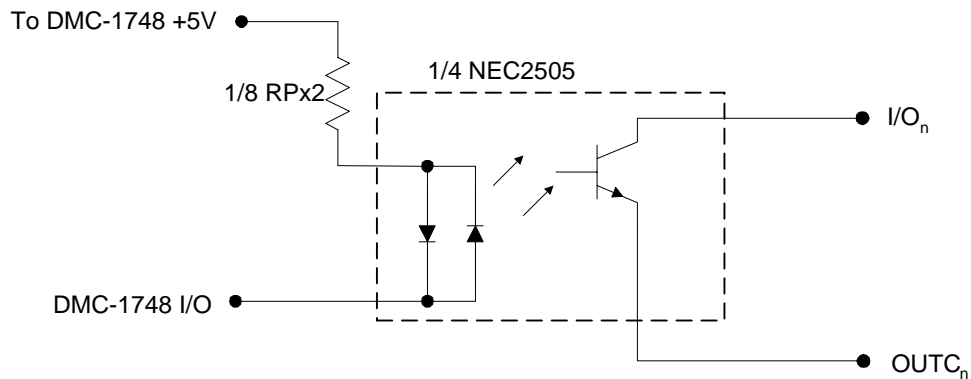 To DMC-1748 +5V
1/4 NEC2505
1/8 RPx2
I/On
DMC-1748 I/O
OUTCn